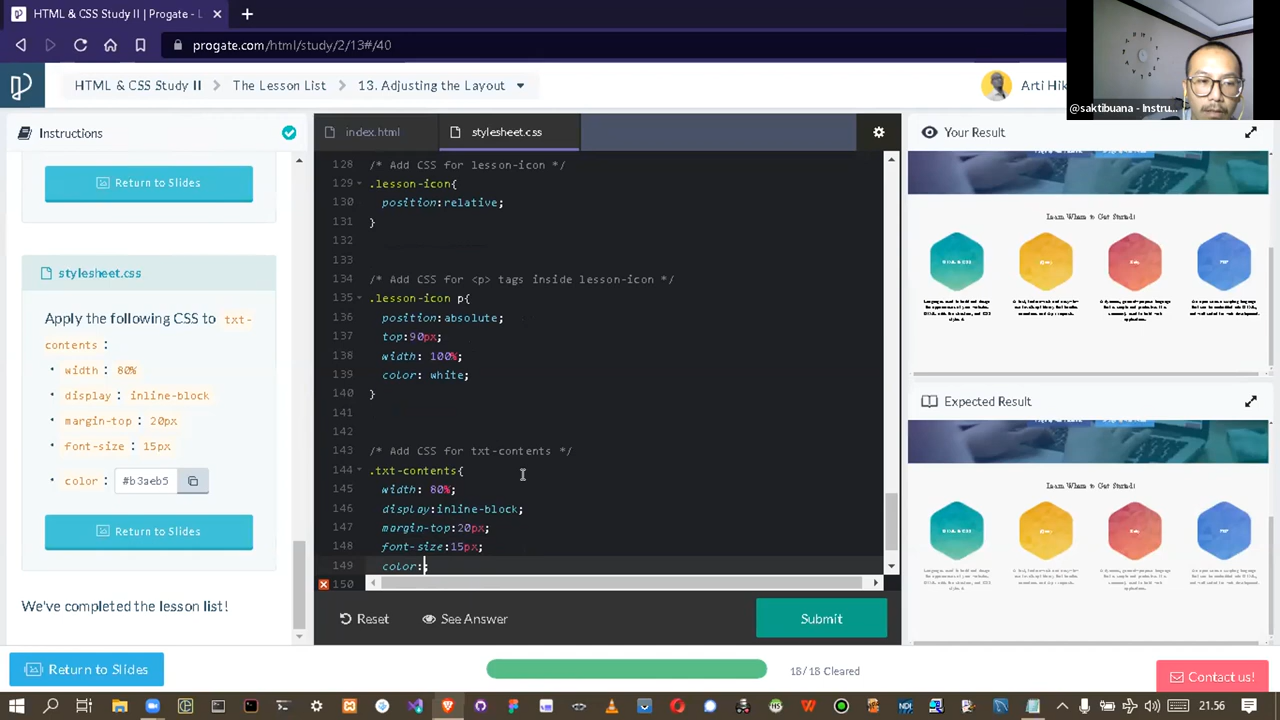 HTML & CSS Study II | Progate - L
progate.com/html/study/2/13#/40
@saktibuana - Instru...
HTML & CSS Study II
The Lesson List
13. Adjusting the Layout
Arti Hik
Instructions
index.html
stylesheet.css
Your Result
Return to Slides
stylesheet.css
Apply the following CSS to
contents :
width : 80%
display : inline-block
margin-top : 20px
font-size : 15px
color : #b3aeb5
Return to Slides
We've completed the lesson list!
128 /* Add CSS for lesson-icon */
129 .lesson-icon{
130 position:relative;
131 }
132
133
134 /* Add CSS for <p> tags inside lesson-icon */
135 .lesson-icon p{
136 position:absolute;
137 top:90px;
138 width: 100%;
139 color: white;
140 }
141
142
143 /* Add CSS for txt-contents */
144 .txt-contents{
145 width: 80%;
146 display:inline-block;
147 margin-top:20px;
148 font-size:15px;
149 color:;
150
Learn Where to Get Started!
HTML & CSS
Expected Result
Learn Where to Get Started!
HTML & CSS
Reset
See Answer
Submit
Return to Slides
18/18 Cleared
Contact us!
21.56